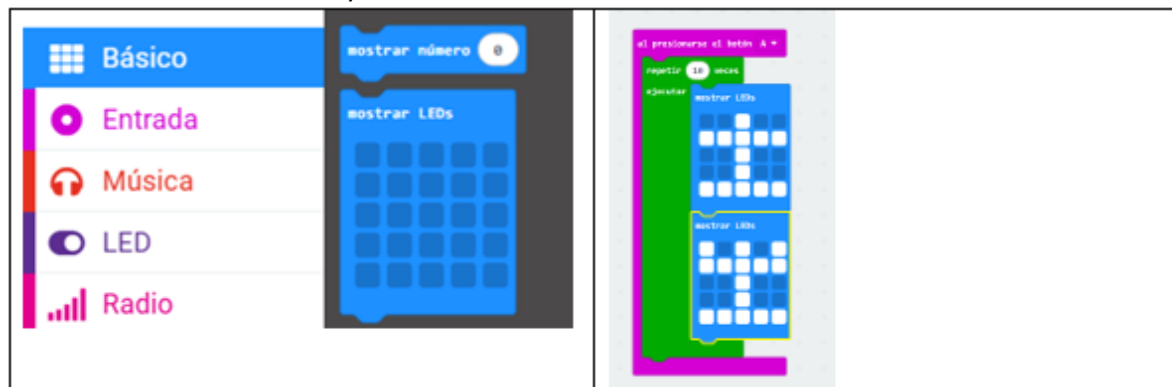 Básico
Entrada
Música
LED
Radio
mostrar número 0
mostrar LEDs
al presionarse el botón A
repetir 10 veces
ejecutar
mostrar LEDs
mostrar LEDs